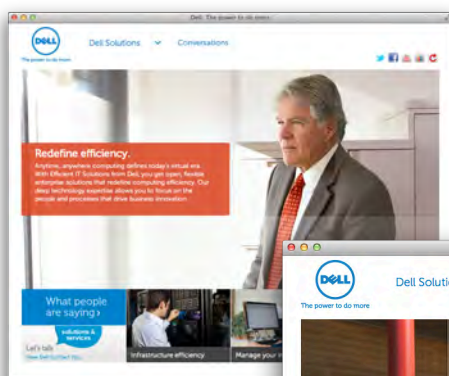 Dell: The power to do more
DELL
Dell Solutions
Conversations
The power to do more
Redefine efficiency.
Anytime, anywhere computing defines today's virtual era.
With Efficient IT Solutions from Dell, you get open, flexible
enterprise solutions that redefine computing efficiency. Our
deep technology expertise allows you to focus on the
people and processes that drive business innovation.
What people
are saying ›
solutions &
services
Let's talk
Infrastructure efficiency
Manage your
DELL
Dell Soluti
The power to do more